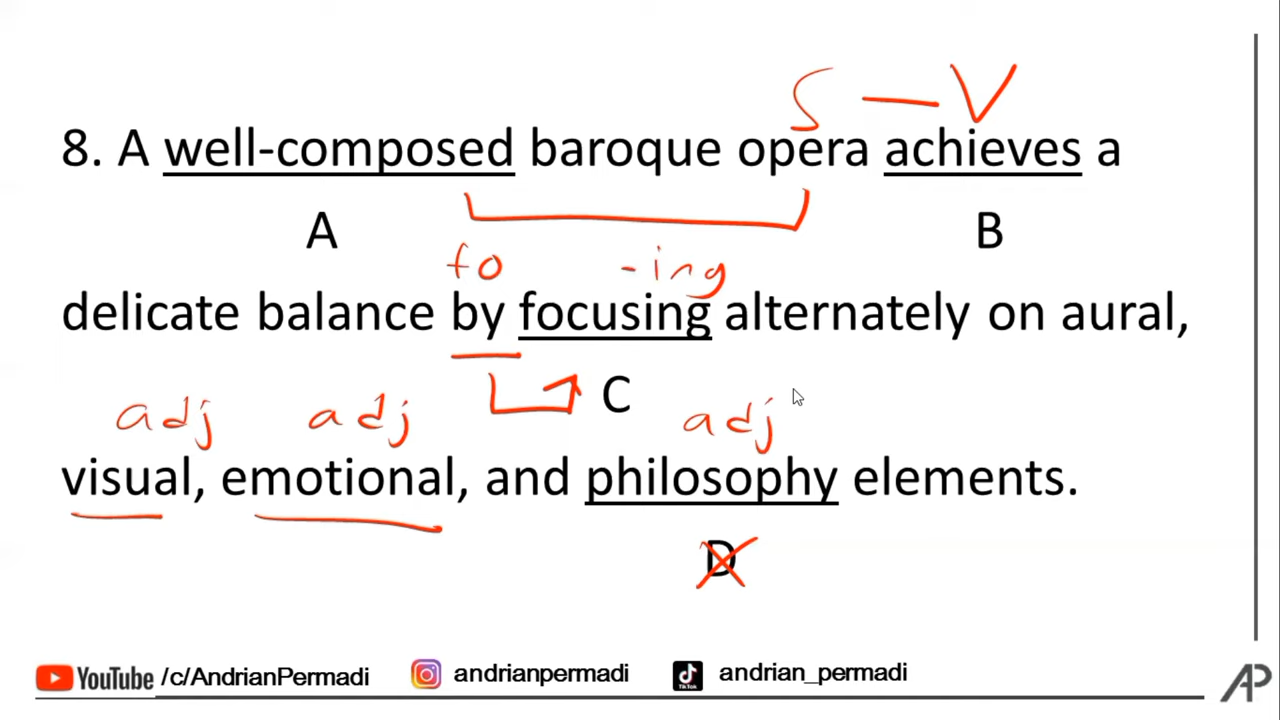 S — V
8. A well-composed baroque opera achieves a
A B
to -ing
delicate balance by focusing alternately on aural,
C
adj adj adj
visual, emotional, and philosophy elements.
D
YouTube /c/AndrianPermadi andrianpermadi TikTok andrian_permadi AP